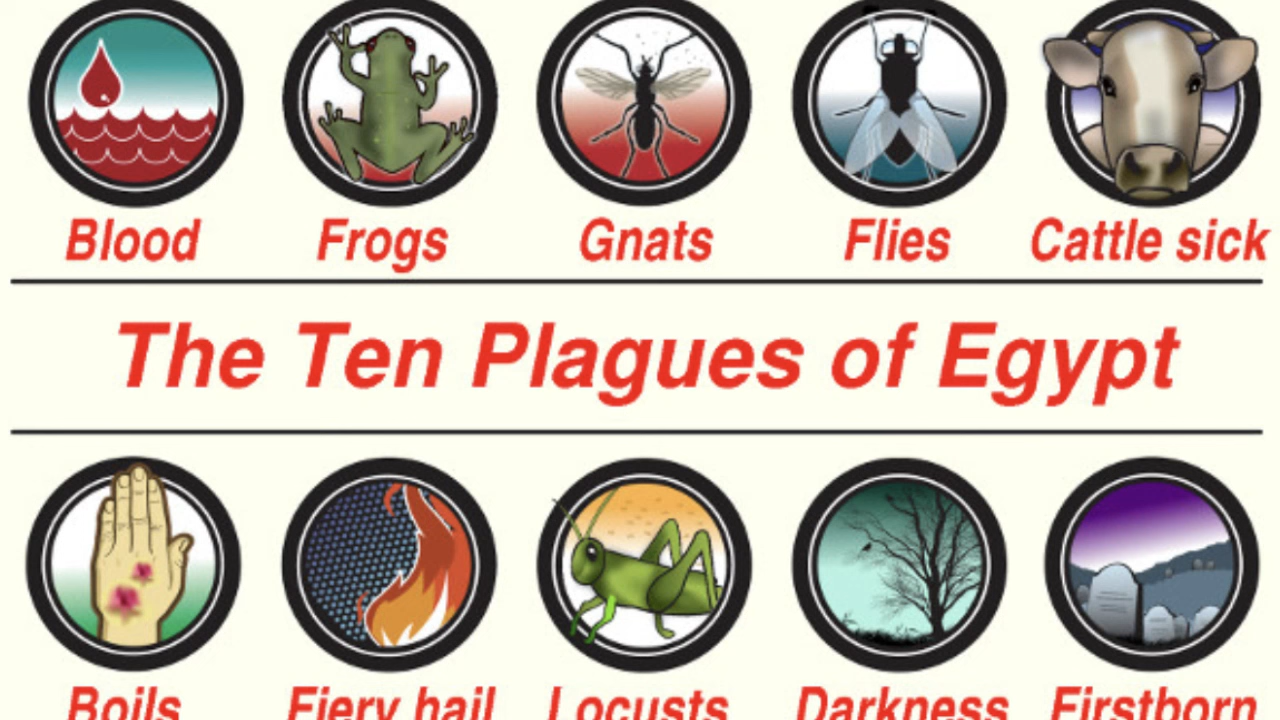 Blood Frogs Gnats Flies Cattle sick
The Ten Plagues of Egypt
Boils Fiery hail Locusts Darkness Firstborn